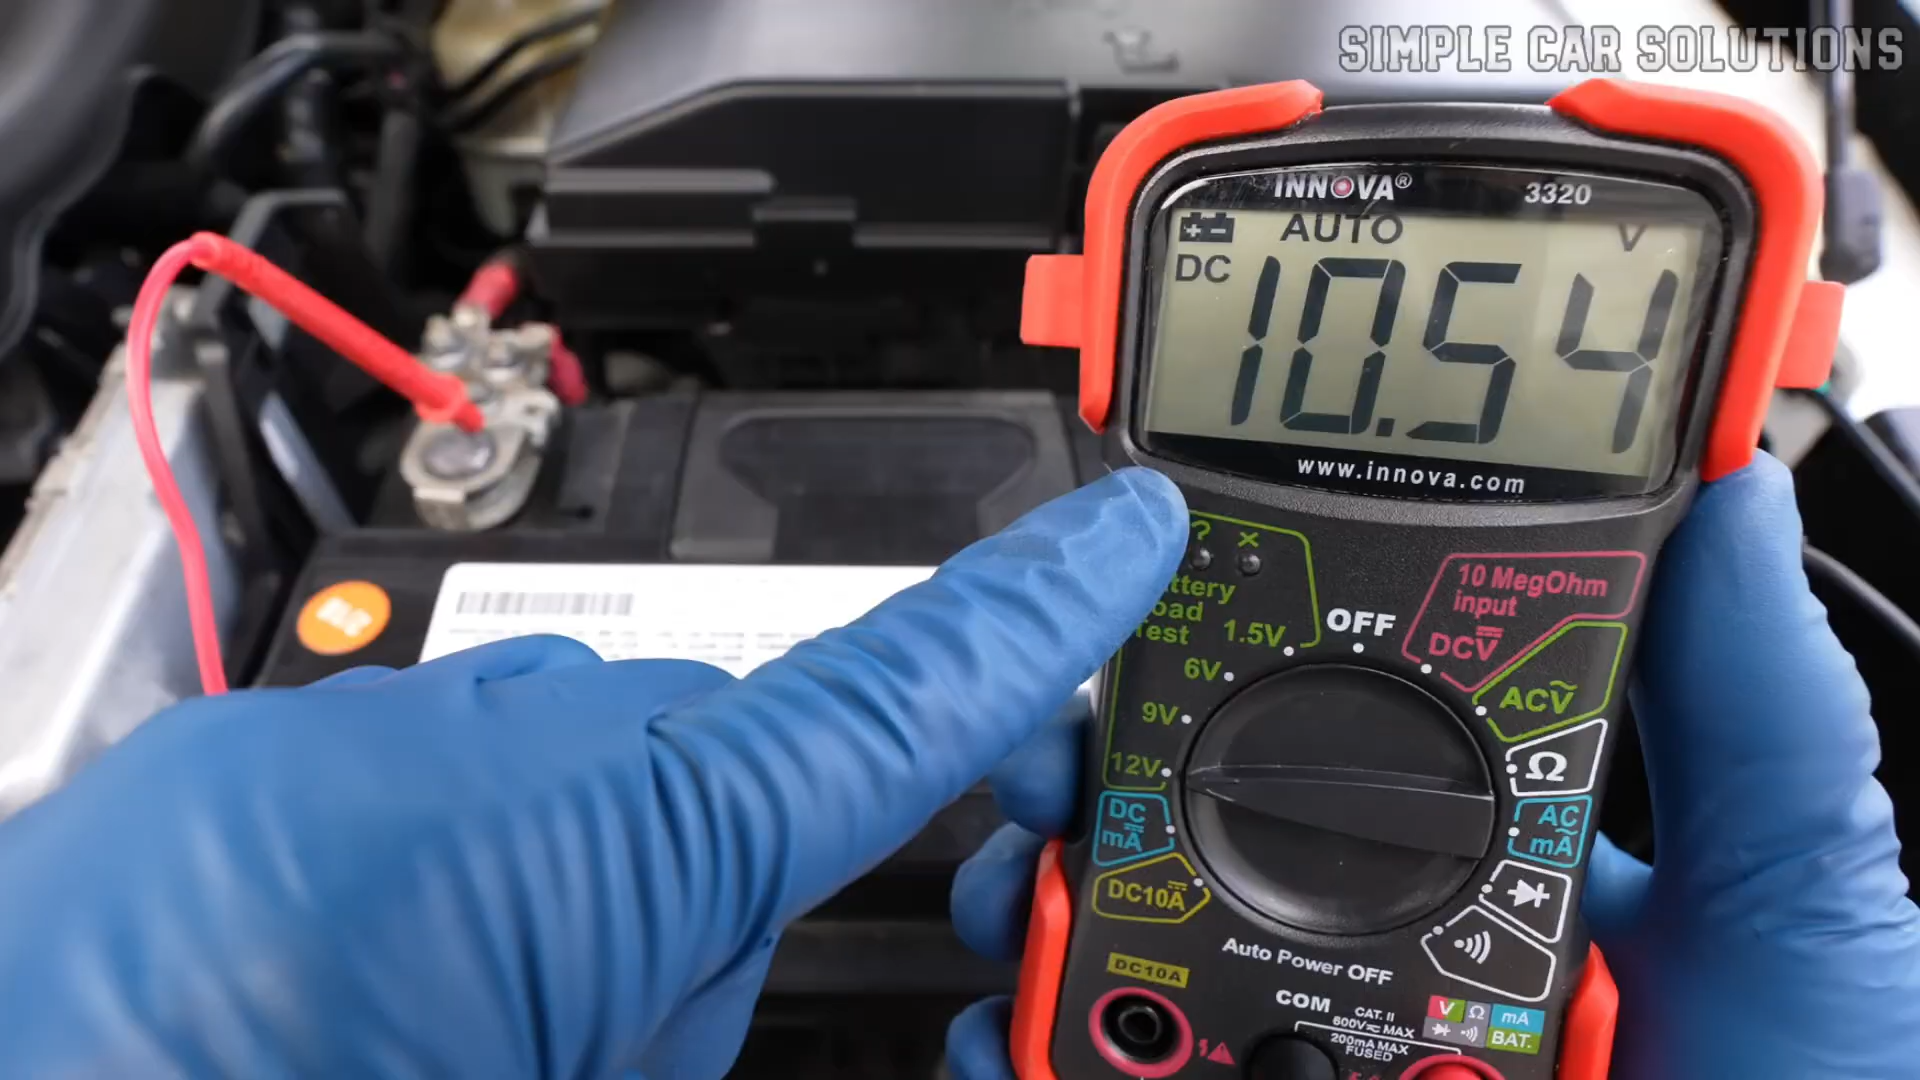 SIMPLE CAR SOLUTIONS
INNOVA® 3320
AUTO V
DC 10.54
www.innova.com
? ×
ttery
oad
Test 1.5V
OFF
10 MegOhm
input
DCV
6V
ACV
9V
Ω
12V
DC
mA
AC
mA
DC10A
Auto Power OFF
DC10A
COM
CAT. II
600V MAX
200mA MAX
FUSED
V Ω mA
BAT.